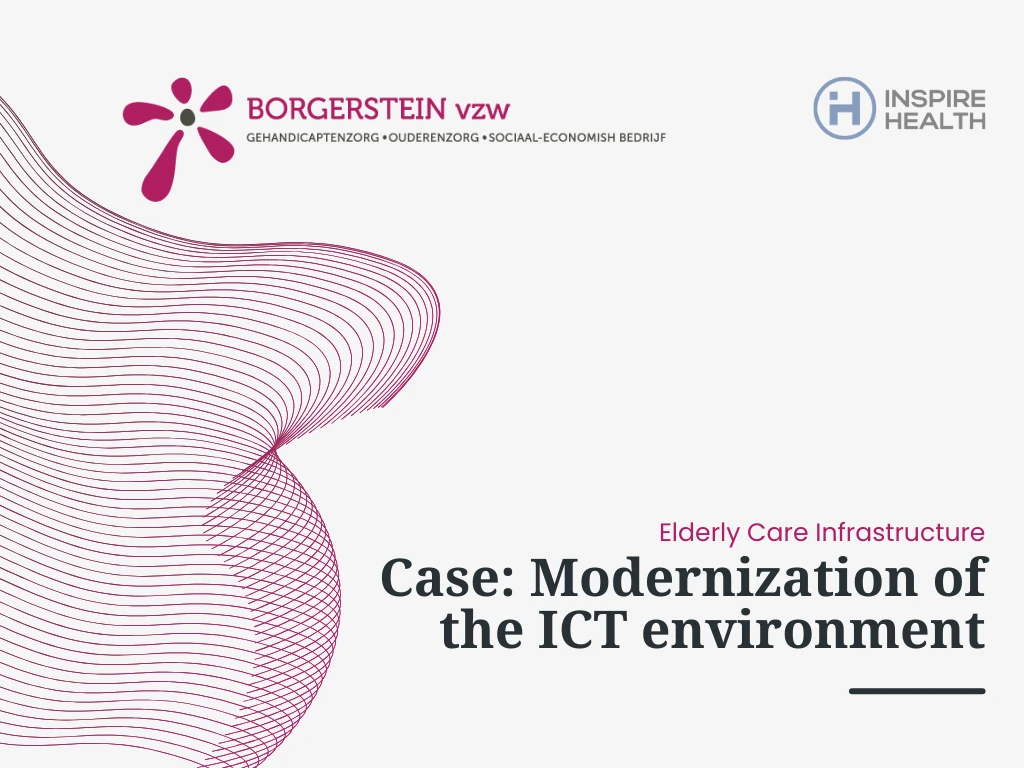 BORGERSTEIN vzw
GEHANDICAPTENZORG • OUDERENZORG • SOCIAAL-ECONOMISH BEDRIJF
INSPIRE
HEALTH
Elderly Care Infrastructure
Case: Modernization of
the ICT environment